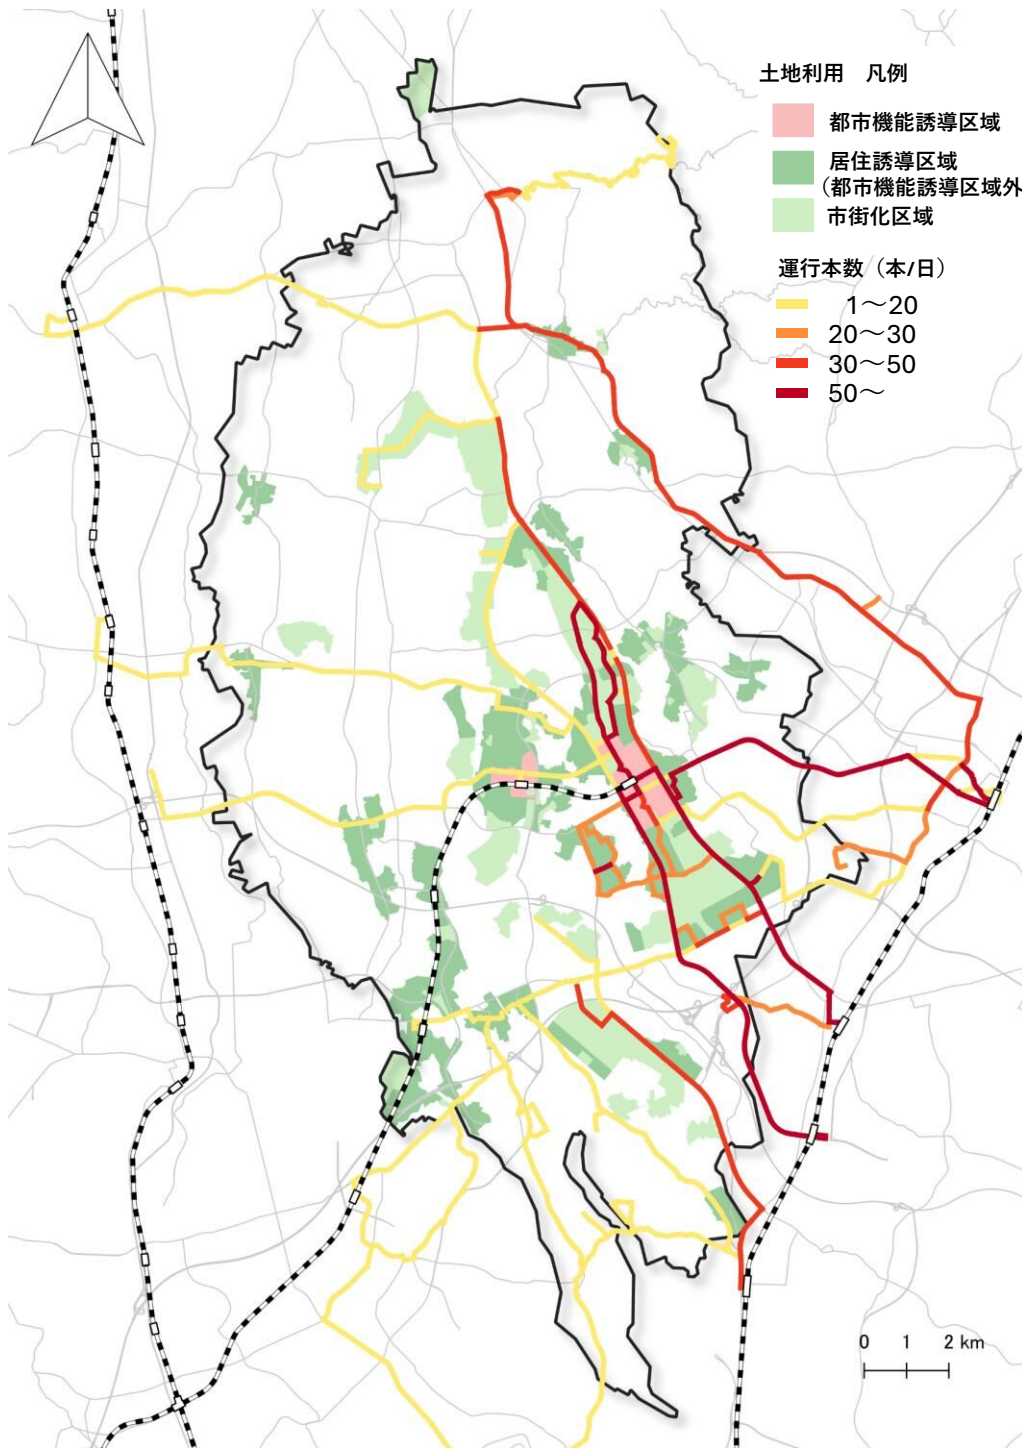 土地利用　凡例
都市機能誘導区域
居住誘導区域
（都市機能誘導区域外
市街化区域
運行本数（本/日）
1～20
20～30
30～50
50～
0 1 2 km